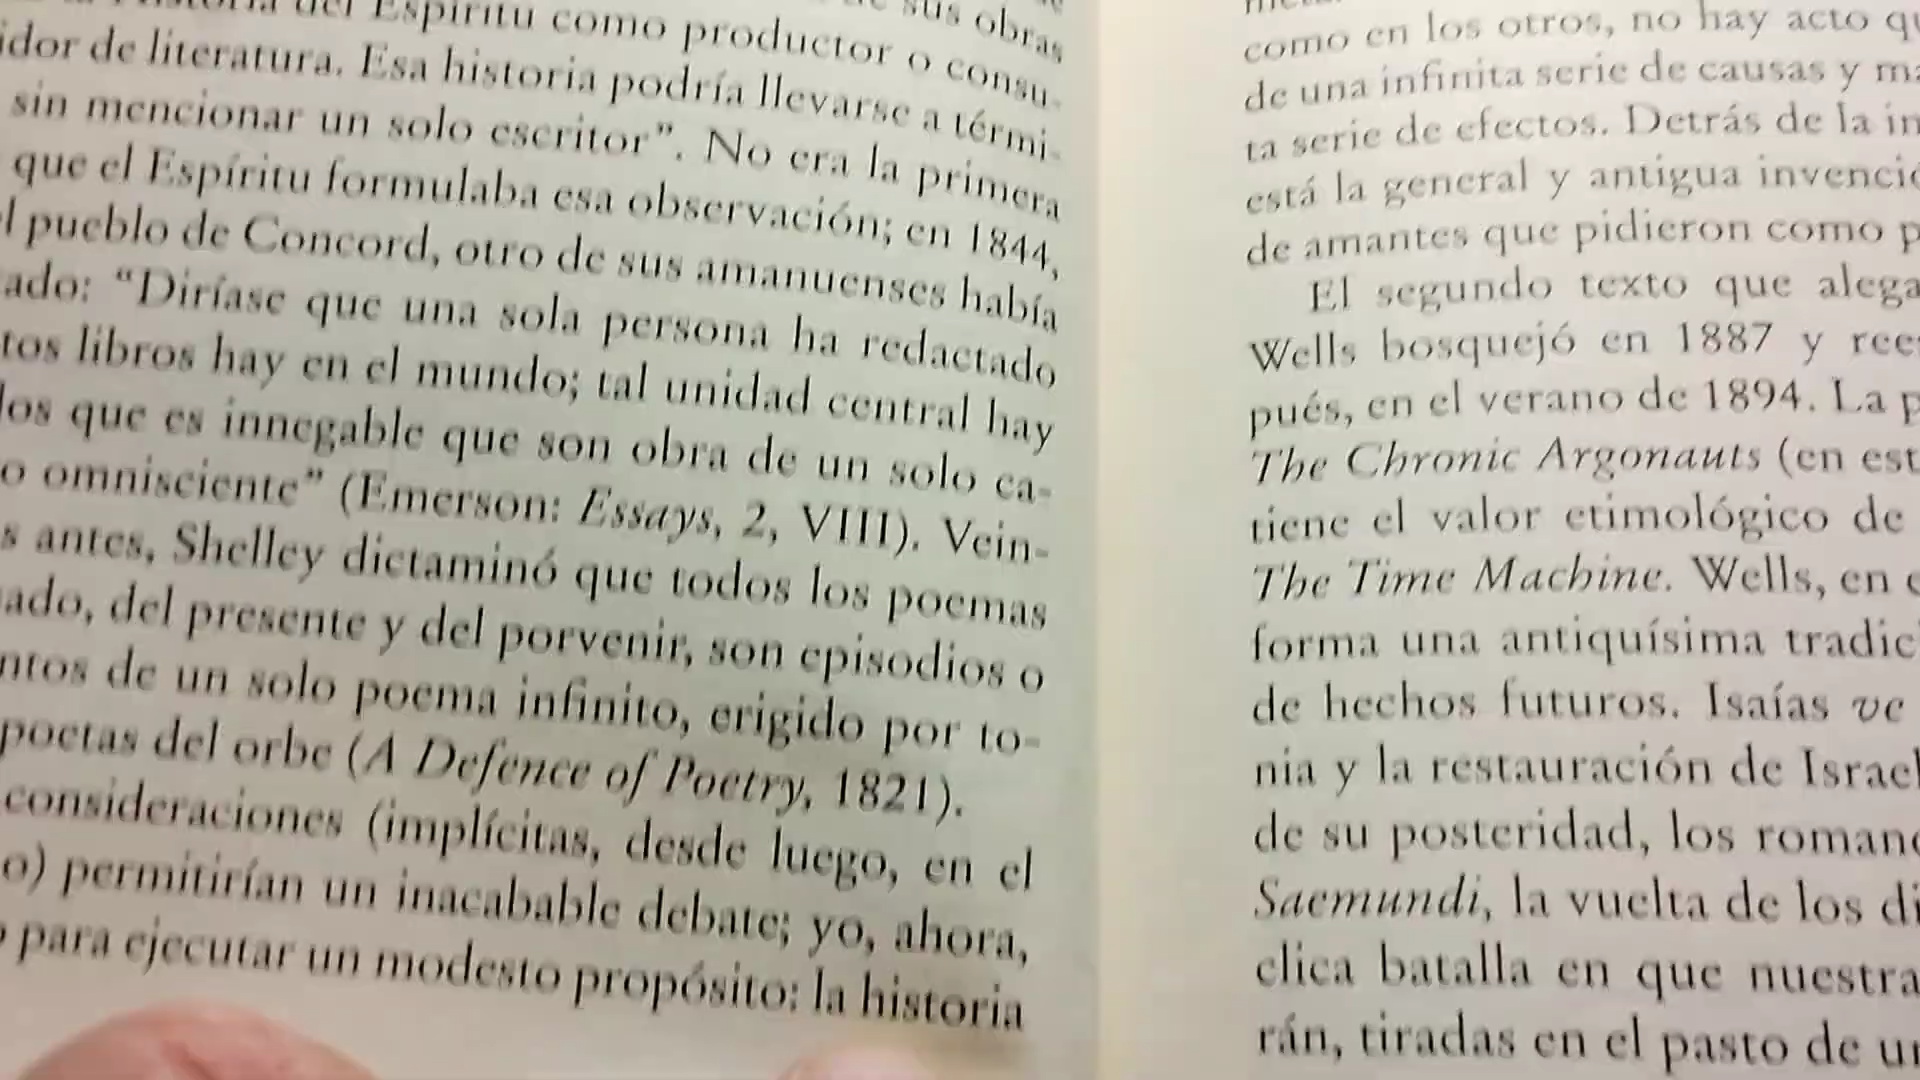 del Espíritu como productor o consu-
de literatura. Esa historia podría llevarse a térmi-
sin mencionar un solo escritor”. No era la primera
que el Espíritu formulaba esa observación; en 1844,
pueblo de Concord, otro de sus amanuenses había
“Diríase que una sola persona ha redactado
libros hay en el mundo; tal unidad central hay
que es innegable que son obra de un solo ca-
omnisciente” (Emerson: Essays, 2, VIII). Vein-
antes, Shelley dictaminó que todos los poemas
del presente y del porvenir, son episodios o
de un solo poema infinito, erigido por to-
poetas del orbe (A Defence of Poetry, 1821).
consideraciones (implícitas, desde luego, en el
permitirían un inacabable debate; yo, ahora,
para ejecutar un modesto propósito: la historia
como en los otros, no hay acto
de una infinita serie de causas y
ta serie de efectos. Detrás de la
está la general y antigua
de amantes que pidieron como
El segundo texto que
Wells bosquejó en 1887 y
pués, en el verano de 1894. La
The Chronic Argonauts (en
tiene el valor etimológico de
The Time Machine. Wells, en
forma una antiquísima
de hechos futuros. Isaías ve
nia y la restauración de
de su posteridad, los
Saemundi, la vuelta de los
clica batalla en que
rán, tiradas en el pasto de